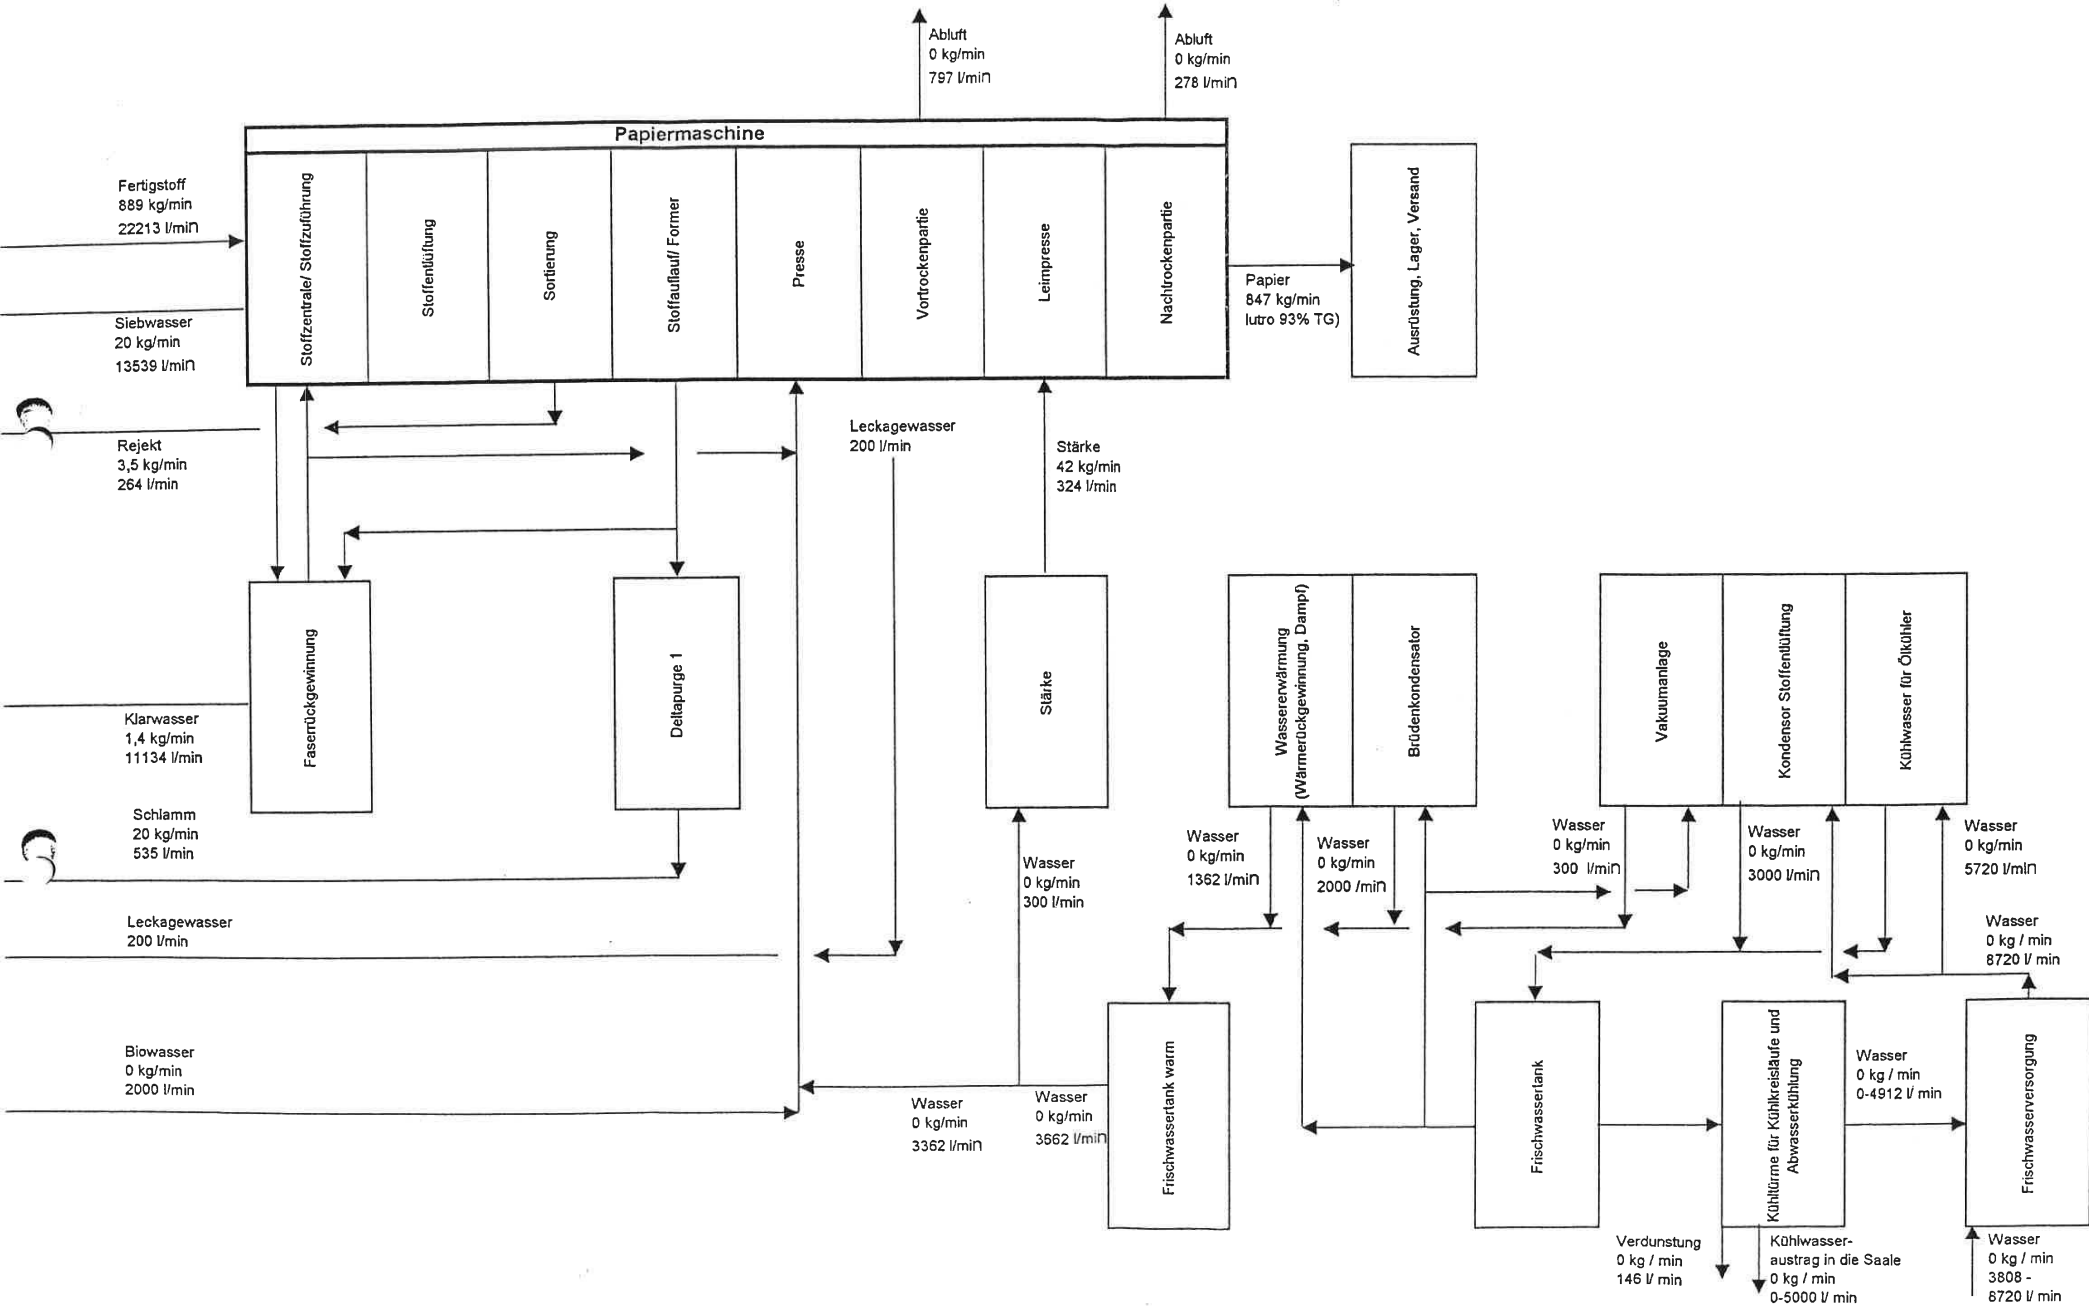 Abluft
0 kg/min
797 l/min
Abluft
0 kg/min
278 l/min
Papiermaschine
Fertigstoff
889 kg/min
22213 l/min
Siebwasser
20 kg/min
13539 l/min
Stoffzentrale/ Stoffzuführung
Stoffentlüftung
Sortierung
Stoffauflauf/ Former
Presse
Vortrockenpartie
Leimpresse
Nachtrockenpartie
Papier
847 kg/min
lutro 93% TG)
Ausrüstung, Lager, Versand
Rejekt
3,5 kg/min
264 l/min
Leckagewasser
200 l/min
Stärke
42 kg/min
324 l/min
Faserrückgewinnung
Deltapurge 1
Stärke
Wassererwärmung
(Wärmerückgewinnung, Dampf)
Brüdenkondensator
Vakuumanlage
Kondensor Stoffentlüftung
Kühlwasser für Ölkühler
Klarwasser
1,4 kg/min
11134 l/min
Schlamm
20 kg/min
535 l/min
Wasser
0 kg/min
300 l/min
Wasser
0 kg/min
1362 l/min
Wasser
0 kg/min
2000 /min
Wasser
0 kg/min
300 l/min
Wasser
0 kg/min
3000 l/min
Wasser
0 kg/min
5720 l/min
Leckagewasser
200 l/min
Wasser
0 kg / min
8720 l/ min
Biowasser
0 kg/min
2000 l/min
Wasser
0 kg/min
3362 l/min
Wasser
0 kg/min
3662 l/min
Frischwassertank warm
Frischwassertank
Kühltürme für Kühlkreisläufe und
Abwasserkühlung
Wasser
0 kg / min
0-4912 l/ min
Frischwasserversorgung
Verdunstung
0 kg / min
146 l/ min
Kühlwasser-
austrag in die Saale
0 kg / min
0-5000 l/ min
Wasser
0 kg / min
3808 -
8720 l/ min